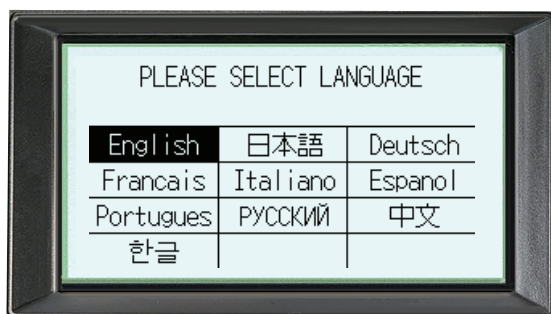 PLEASE SELECT LANGUAGE
English 日本語 Deutsch
Francais Italiano Espanol
Portugues РУССКИЙ 中文
한글